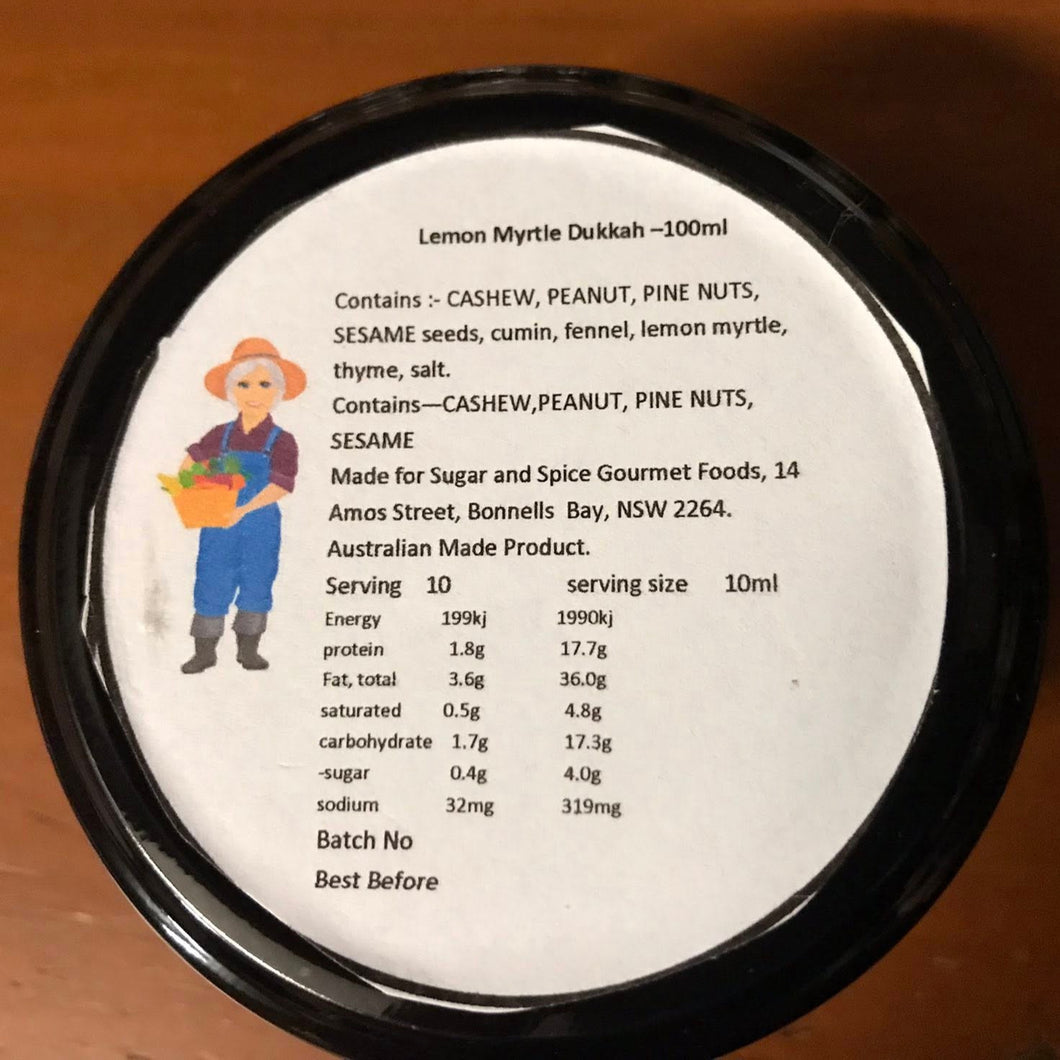 Lemon Myrtle Dukkah –100ml
Contains :- CASHEW, PEANUT, PINE NUTS,
SESAME seeds, cumin, fennel, lemon myrtle,
thyme, salt.
Contains—CASHEW,PEANUT, PINE NUTS,
SESAME
Made for Sugar and Spice Gourmet Foods, 14
Amos Street, Bonnells Bay, NSW 2264.
Australian Made Product.
Serving 10 serving size 10ml
Energy 199kj 1990kj
protein 1.8g 17.7g
Fat, total 3.6g 36.0g
saturated 0.5g 4.8g
carbohydrate 1.7g 17.3g
-sugar 0.4g 4.0g
sodium 32mg 319mg
Batch No
Best Before